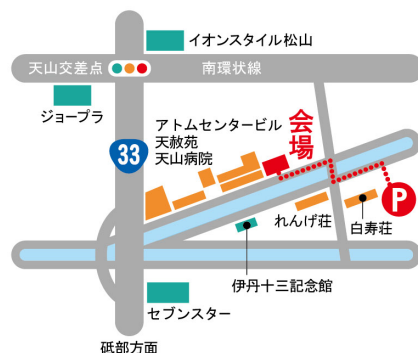 イオンスタイル松山
天山交差点
南環状線
ジョープラ
33
アトムセンタービル
天赦苑
天山病院
会場
P
れんげ荘
白寿荘
伊丹十三記念館
セブンスター
砥部方面